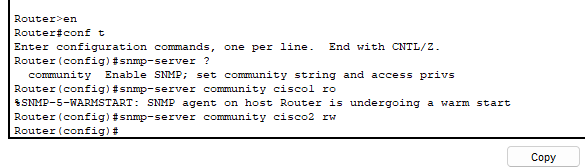 Router>en
Router#conf t
Enter configuration commands, one per line.  End with CNTL/Z.
Router(config)#snmp-server ?
  community  Enable SNMP; set community string and access privs
Router(config)#snmp-server community cisco1 ro
%SNMP-5-WARMSTART: SNMP agent on host Router is undergoing a warm start
Router(config)#snmp-server community cisco2 rw
Router(config)#
Copy